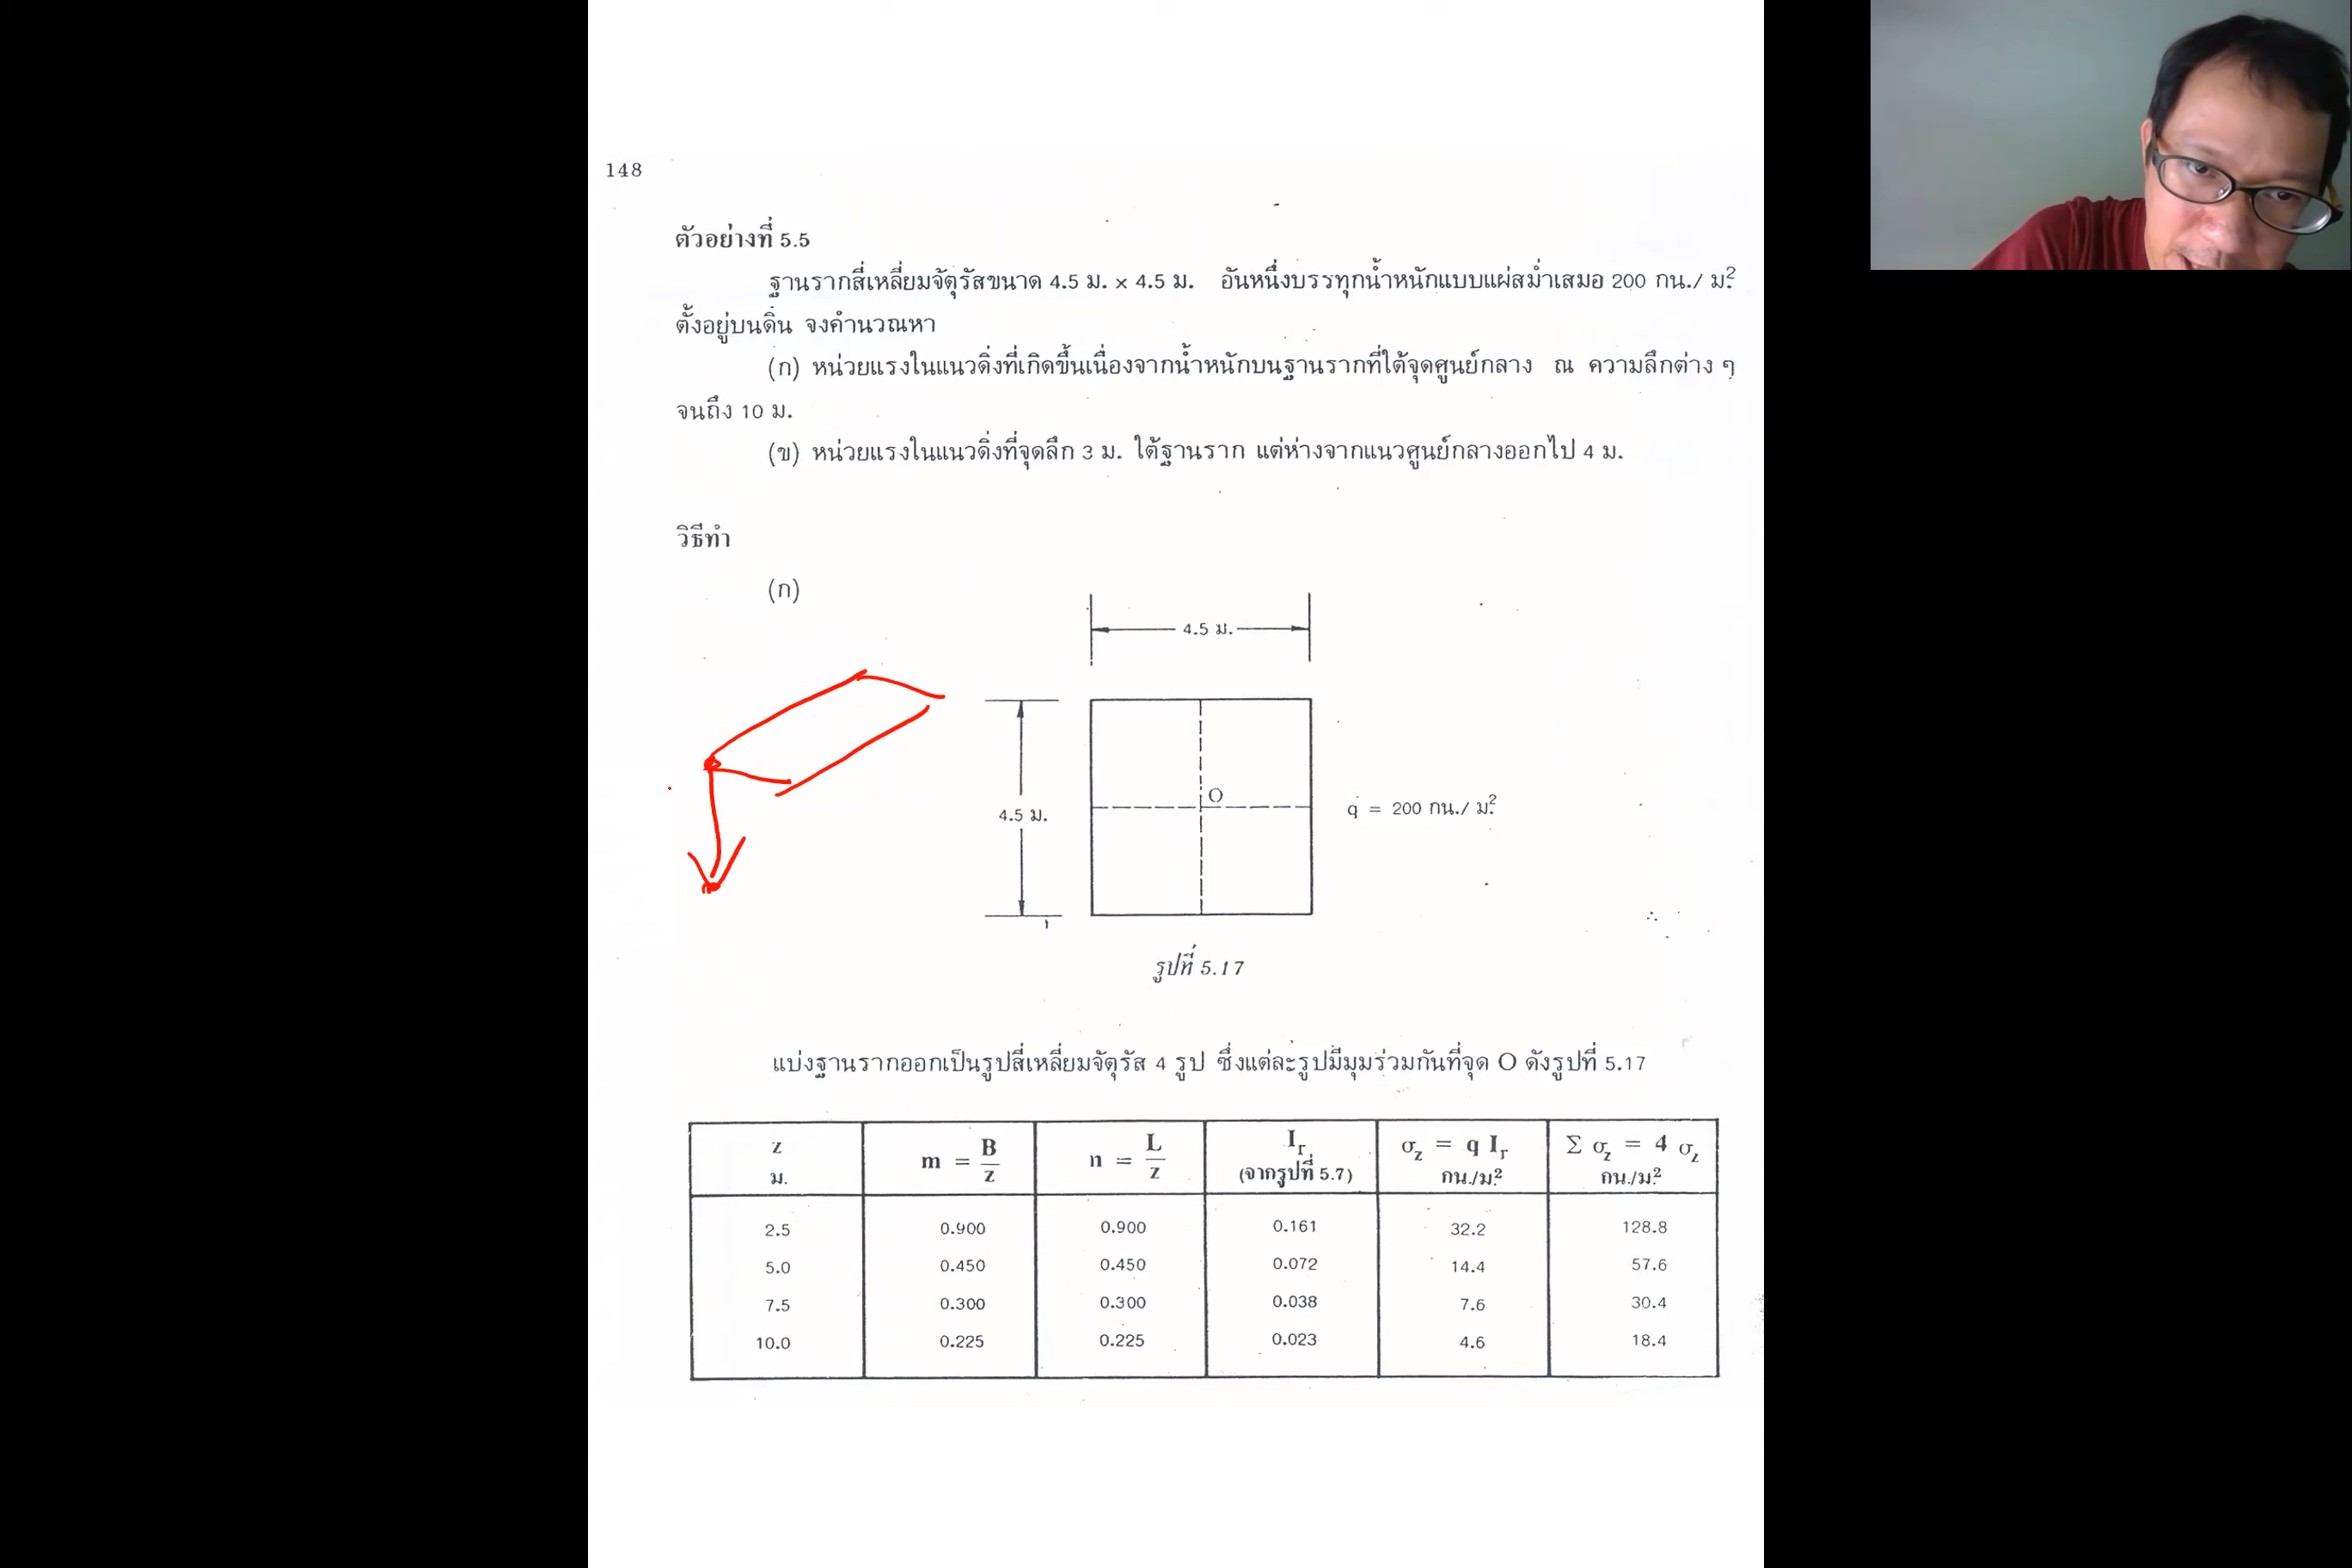 148
ตัวอย่างที่ 5.5
ฐานรากสี่เหลี่ยมจัตุรัสขนาด 4.5 ม. × 4.5 ม. อันหนึ่งบรรทุกน้ำหนักแบบแผ่สม่ำเสมอ 200 กน./ ม.²
ตั้งอยู่บนดิน จงคำนวณหา
(ก) หน่วยแรงในแนวดิ่งที่เกิดขึ้นเนื่องจากน้ำหนักบนฐานรากที่ใต้จุดศูนย์กลาง ณ ความลึกต่าง ๆ
จนถึง 10 ม.
(ข) หน่วยแรงในแนวดิ่งที่จุดลึก 3 ม. ใต้ฐานราก แต่ห่างจากแนวศูนย์กลางออกไป 4 ม.
วิธีทำ
(ก)
4.5 ม.
4.5 ม.
O
q = 200 กน./ ม.²
รูปที่ 5.17
แบ่งฐานรากออกเป็นรูปสี่เหลี่ยมจัตุรัส 4 รูป ซึ่งแต่ละรูปมีมุมร่วมกันที่จุด O ดังรูปที่ 5.17
z ม. | m = B/z | n = L/z | Ir (จากรูปที่ 5.7) | σz = q Ir กน./ม.² | Σ σz = 4 σz กน./ม.²
2.5 | 0.900 | 0.900 | 0.161 | 32.2 | 128.8
5.0 | 0.450 | 0.450 | 0.072 | 14.4 | 57.6
7.5 | 0.300 | 0.300 | 0.038 | 7.6 | 30.4
10.0 | 0.225 | 0.225 | 0.023 | 4.6 | 18.4